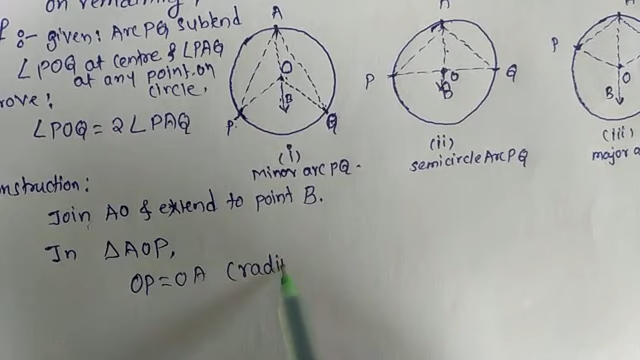 on remaining
f :- given: Arc PQ subtend
∠POQ at centre & ∠PAQ
at any point on
circle.
rove:
∠POQ = 2∠PAQ
A
O
B
P
Q
(i)
minor arc PQ.
A
P
O
Q
B
(ii)
semicircle Arc PQ
A
P
O
B
(iii)
major a
nstruction:
Join AO & extend to point B.
In △AOP,
OP = OA (radi